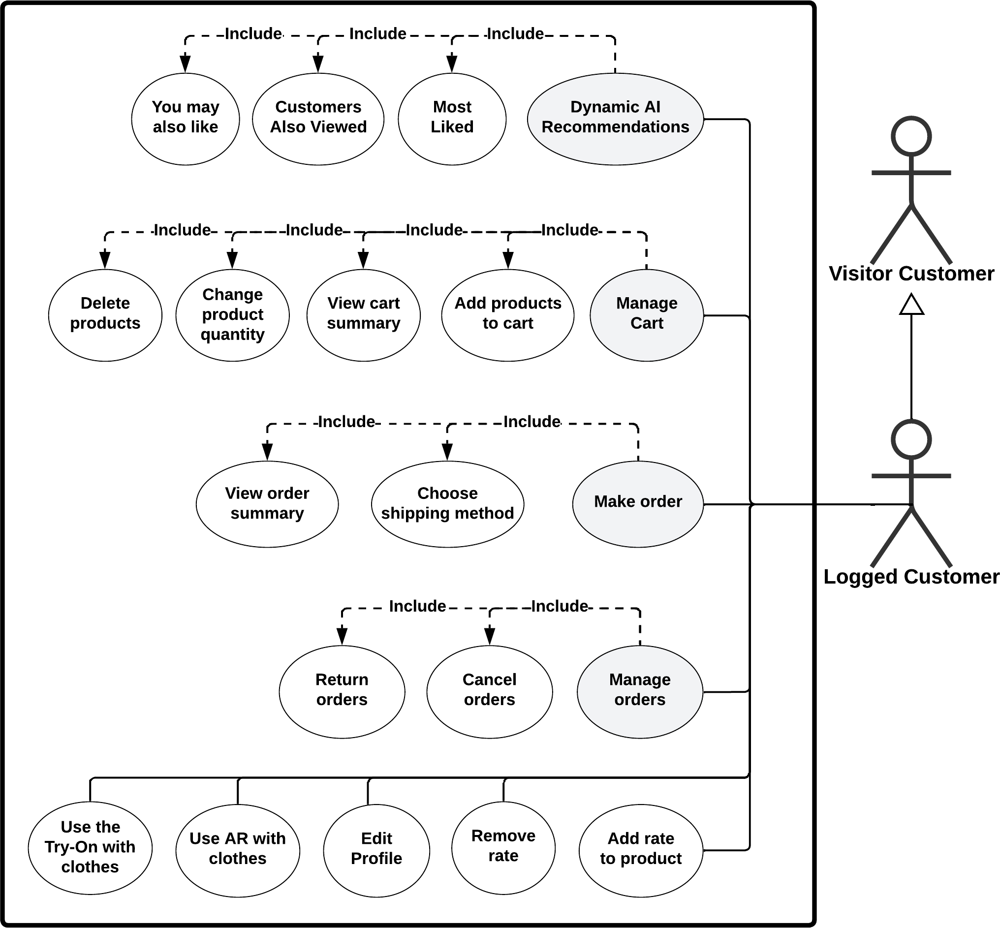 Include Include Include
You may
also like
Customers
Also Viewed
Most
Liked
Dynamic AI
Recommendations
Visitor Customer
Include Include Include Include
Delete
products
Change
product
quantity
View cart
summary
Add products
to cart
Manage
Cart
Include Include
View order
summary
Choose
shipping method
Make order
Logged Customer
Include Include
Return
orders
Cancel
orders
Manage
orders
Use the
Try-On with
clothes
Use AR with
clothes
Edit
Profile
Remove
rate
Add rate
to product